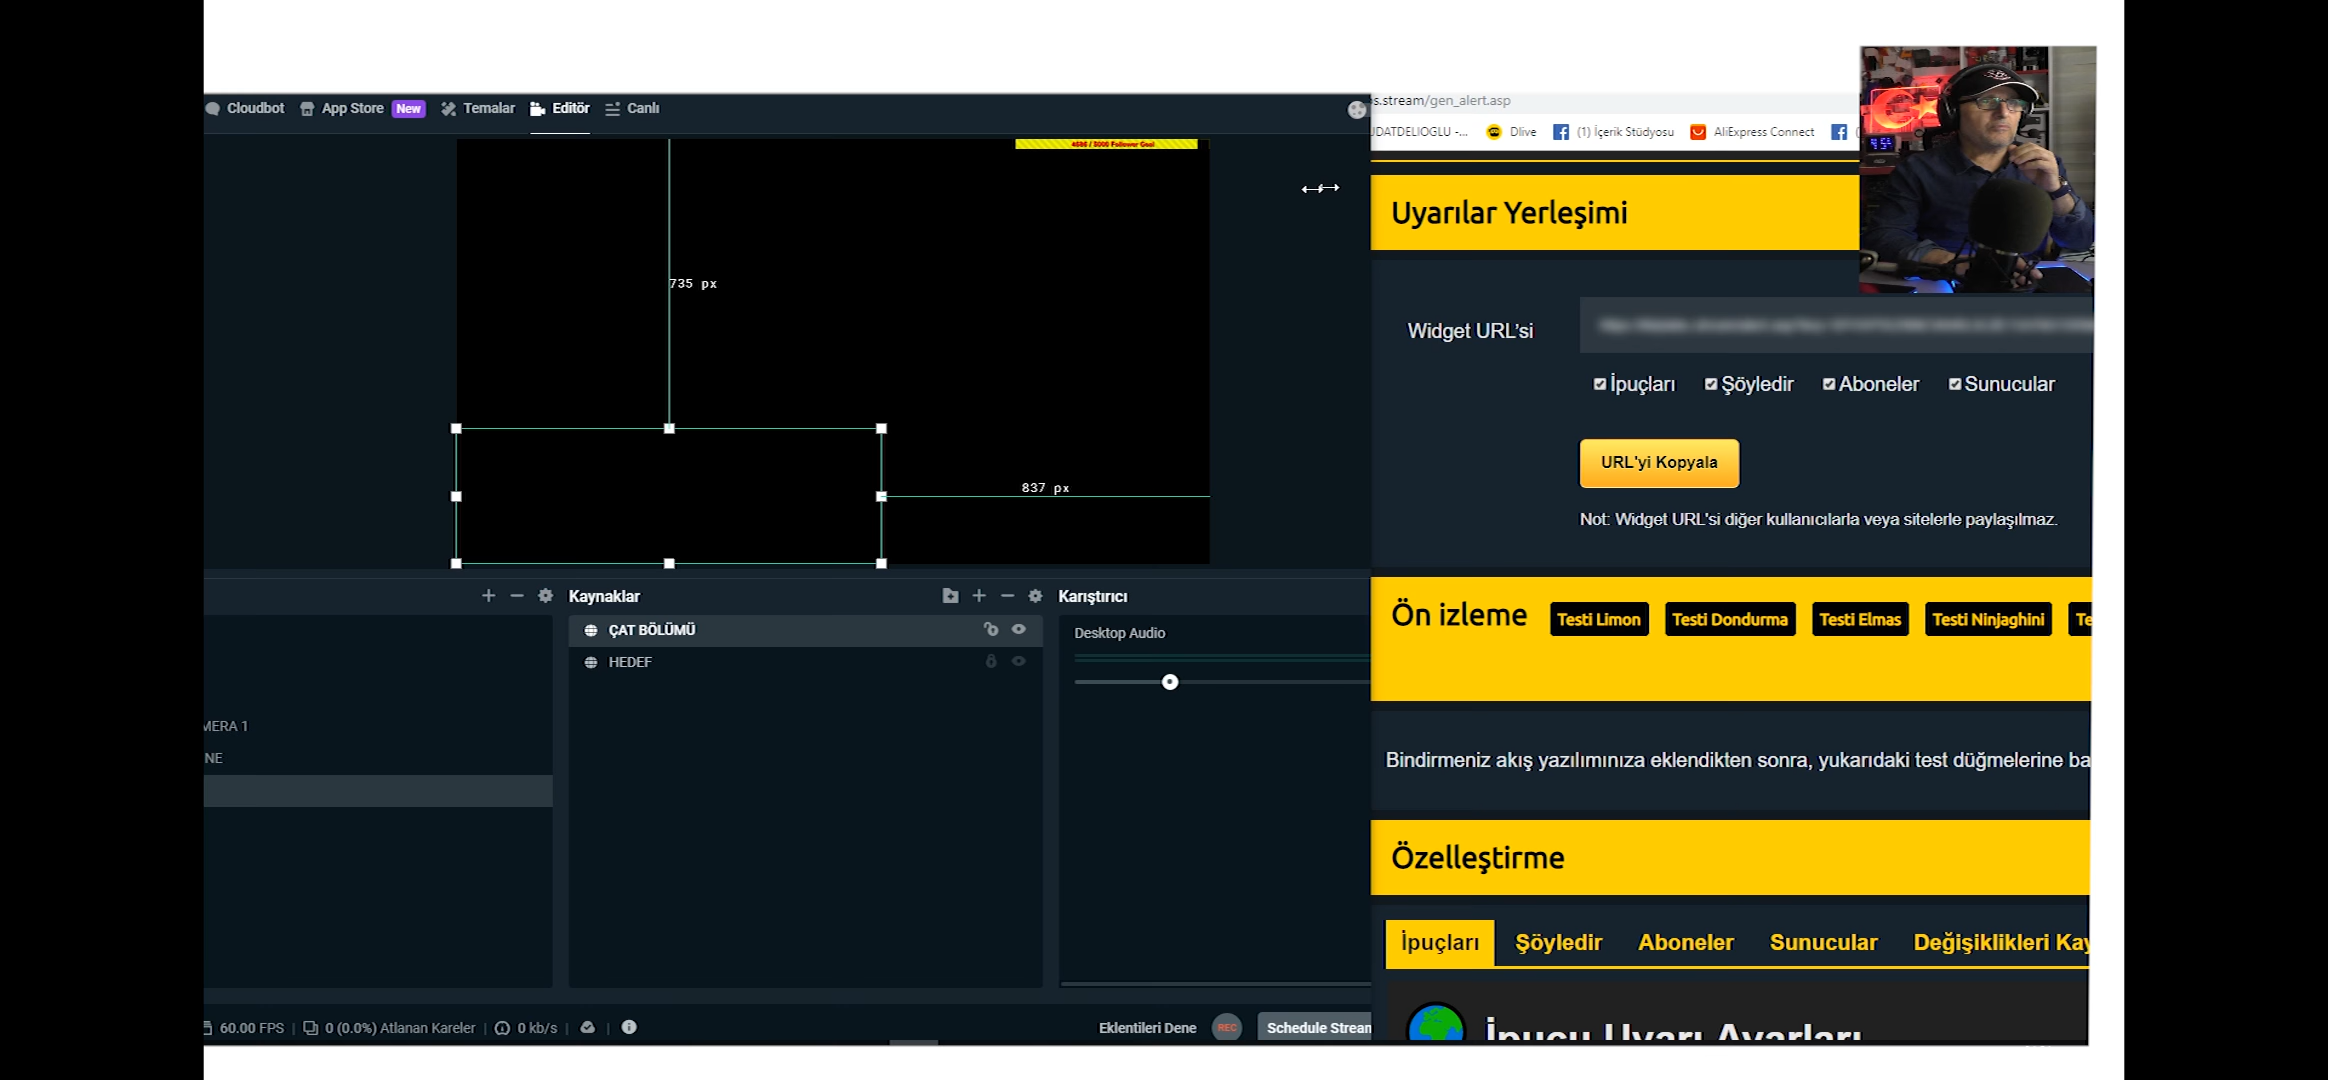 Cloudbot App Store New Temalar Editör Canlı
4686 / 5000 Follower Goal
735 px
837 px
Kaynaklar
ÇAT BÖLÜMÜ
HEDEF
Karıştırıcı
Desktop Audio
MERA 1
NE
60.00 FPS 0 (0.0%) Atlanan Kareler 0 kb/s
Eklentileri Dene REC Schedule Stream
s.stream/gen_alert.asp
UDATDELIOGLU -... Dlive (1) İçerik Stüdyosu AliExpress Connect
Uyarılar Yerleşimi
Widget URL'si
İpuçları Şöyledir Aboneler Sunucular
URL'yi Kopyala
Not: Widget URL'si diğer kullanıcılarla veya sitelerle paylaşılmaz.
Ön izleme Testi Limon Testi Dondurma Testi Elmas Testi Ninjaghini Te
Bindirmeniz akış yazılımınıza eklendikten sonra, yukarıdaki test düğmelerine ba
Özelleştirme
İpuçları Şöyledir Aboneler Sunucular Değişiklikleri Kay
İpucu Uyarı Ayarları